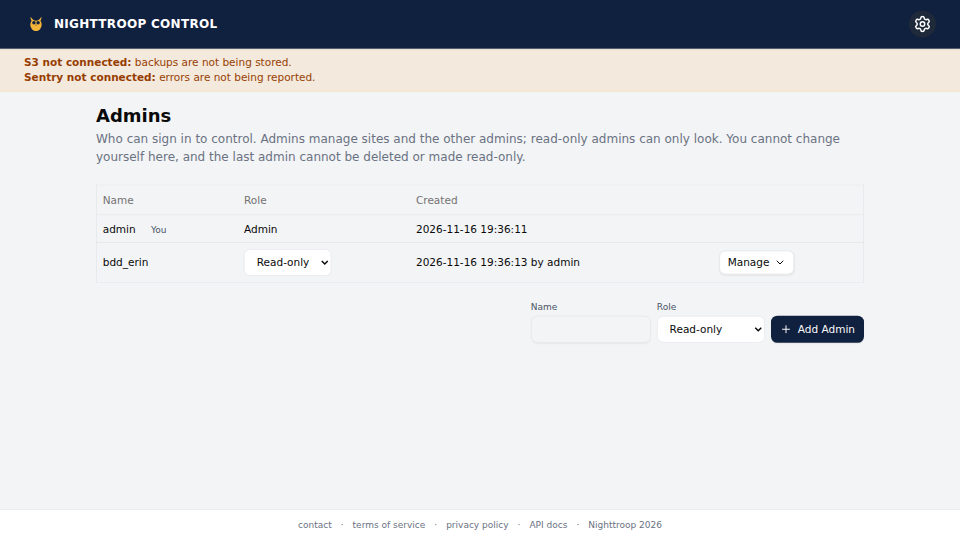 NIGHTTROOP CONTROL
S3 not connected: backups are not being stored.
Sentry not connected: errors are not being reported.
Admins
Who can sign in to control. Admins manage sites and the other admins; read-only admins can only look. You cannot change
yourself here, and the last admin cannot be deleted or made read-only.
Name Role Created
admin You Admin 2026-11-16 19:36:11
bdd_erin Read-only 2026-11-16 19:36:13 by admin Manage
Name Role
Read-only + Add Admin
contact · terms of service · privacy policy · API docs · Nighttroop 2026